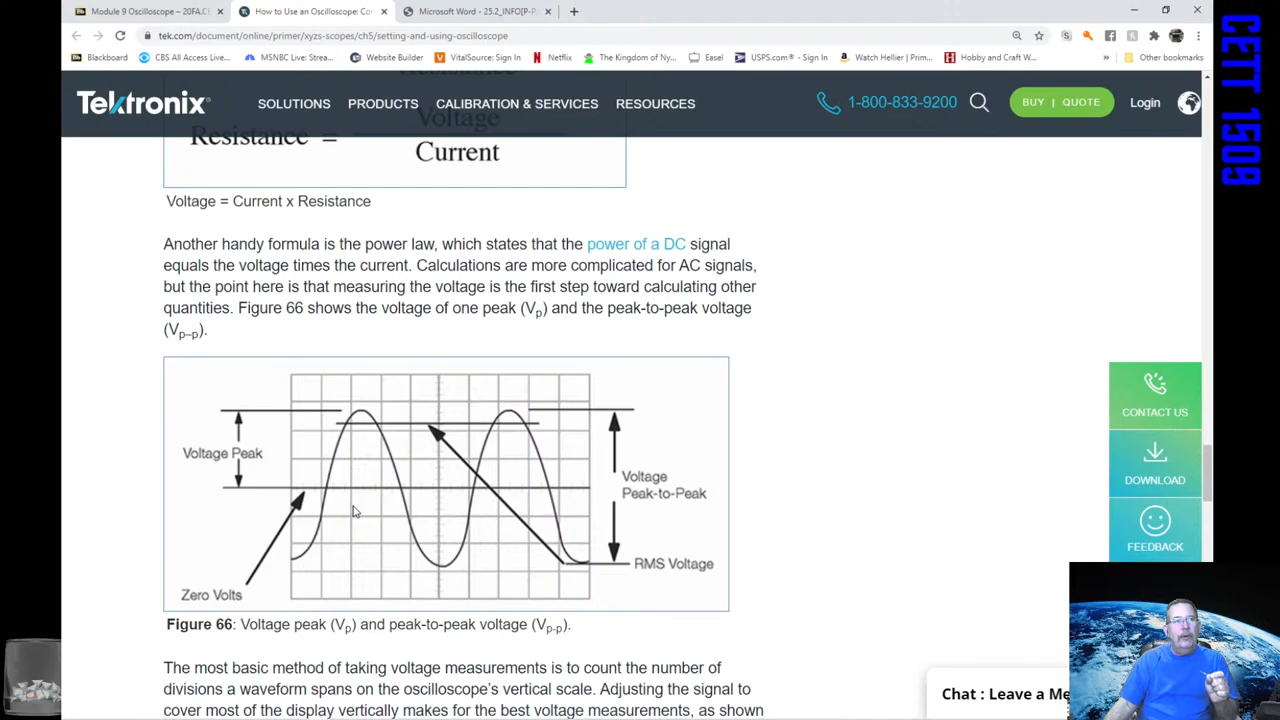 Module 9 Oscilloscope – 20FA.CE
How to Use an Oscilloscope: Con
Microsoft Word - 25.2_INFO[P-P
tek.com/document/online/primer/xyzs-scopes/ch5/setting-and-using-oscilloscope
Blackboard
CBS All Access Live...
MSNBC Live: Strea...
Website Builder
VitalSource: Sign In
Netflix
The Kingdom of Ny...
Easel
USPS.com® - Sign In
Watch Hellier | Prim...
Hobby and Craft W...
»
Other bookmarks
Tektronix
SOLUTIONS
PRODUCTS
CALIBRATION & SERVICES
RESOURCES
1-800-833-9200
BUY | QUOTE
Login
Resistance
Voltage
Resistance =
Current
Voltage = Current x Resistance
Another handy formula is the power law, which states that the power of a DC signal
equals the voltage times the current. Calculations are more complicated for AC signals,
but the point here is that measuring the voltage is the first step toward calculating other
quantities. Figure 66 shows the voltage of one peak (Vp) and the peak-to-peak voltage
(Vp–p).
Voltage Peak
Voltage
Peak-to-Peak
RMS Voltage
Zero Volts
Figure 66: Voltage peak (Vp) and peak-to-peak voltage (Vp-p).
The most basic method of taking voltage measurements is to count the number of
divisions a waveform spans on the oscilloscope's vertical scale. Adjusting the signal to
cover most of the display vertically makes for the best voltage measurements, as shown
CONTACT US
DOWNLOAD
FEEDBACK
Chat : Leave a Me
CETT 1509